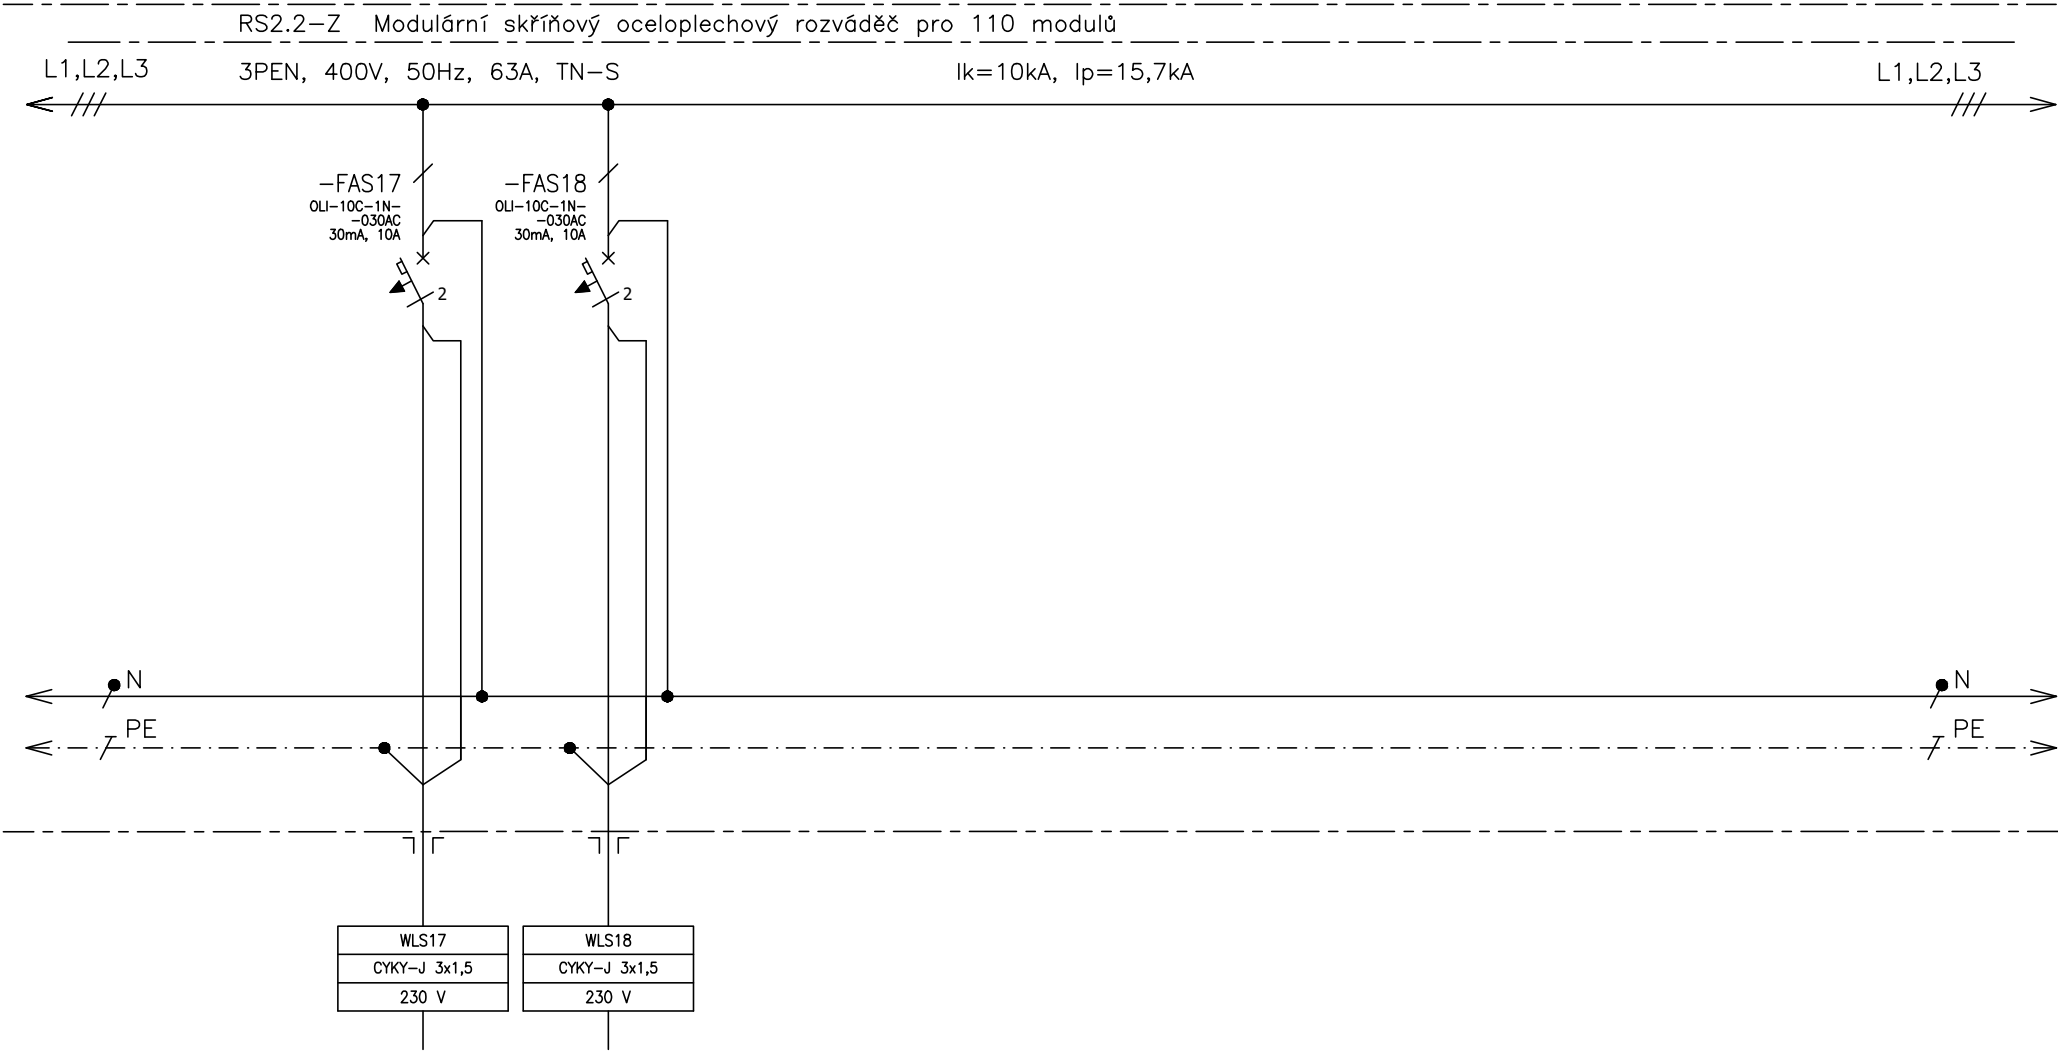 RS2.2-Z Modulární skříňový oceloplechový rozváděč pro 110 modulů
L1,L2,L3 3PEN, 400V, 50Hz, 63A, TN-S Ik=10kA, Ip=15,7kA L1,L2,L3
-FAS17
OLI-10C-1N-
-030AC
30mA, 10A
2
-FAS18
OLI-10C-1N-
-030AC
30mA, 10A
2
N N
PE PE
WLS17
CYKY-J 3x1,5
230 V
WLS18
CYKY-J 3x1,5
230 V